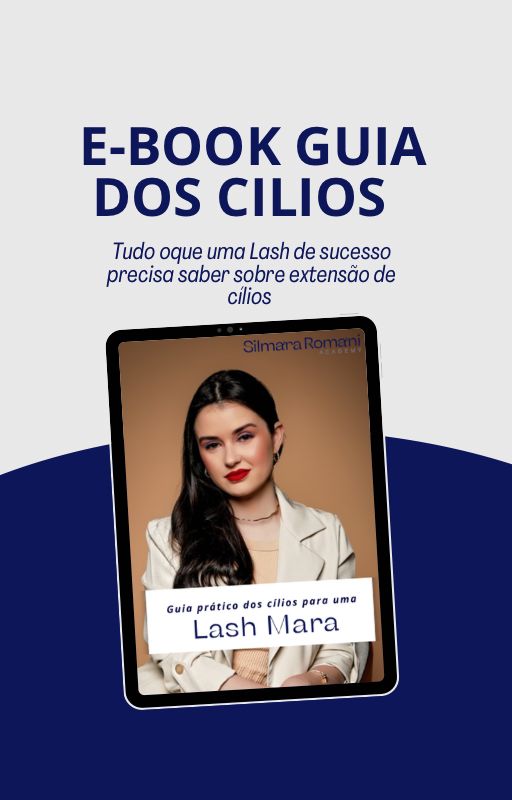 E-BOOK GUIA
DOS CILIOS
Tudo oque uma Lash de sucesso
precisa saber sobre extensão de
cílios
Silmara Romani
ACADEMY
Guia prático dos cílios para uma
Lash Mara